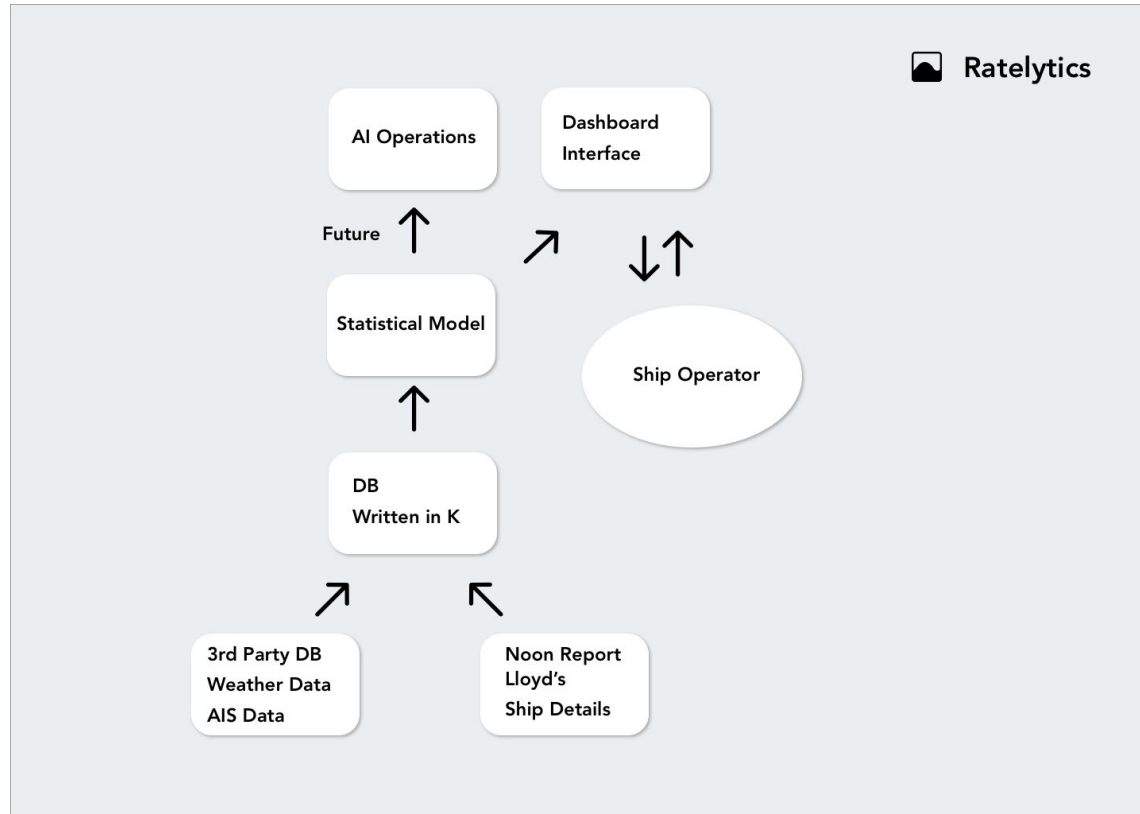 Ratelytics
AI Operations
Dashboard
Interface
Future
Statistical Model
Ship Operator
DB
Written in K
3rd Party DB
Weather Data
AIS Data
Noon Report
Lloyd’s
Ship Details